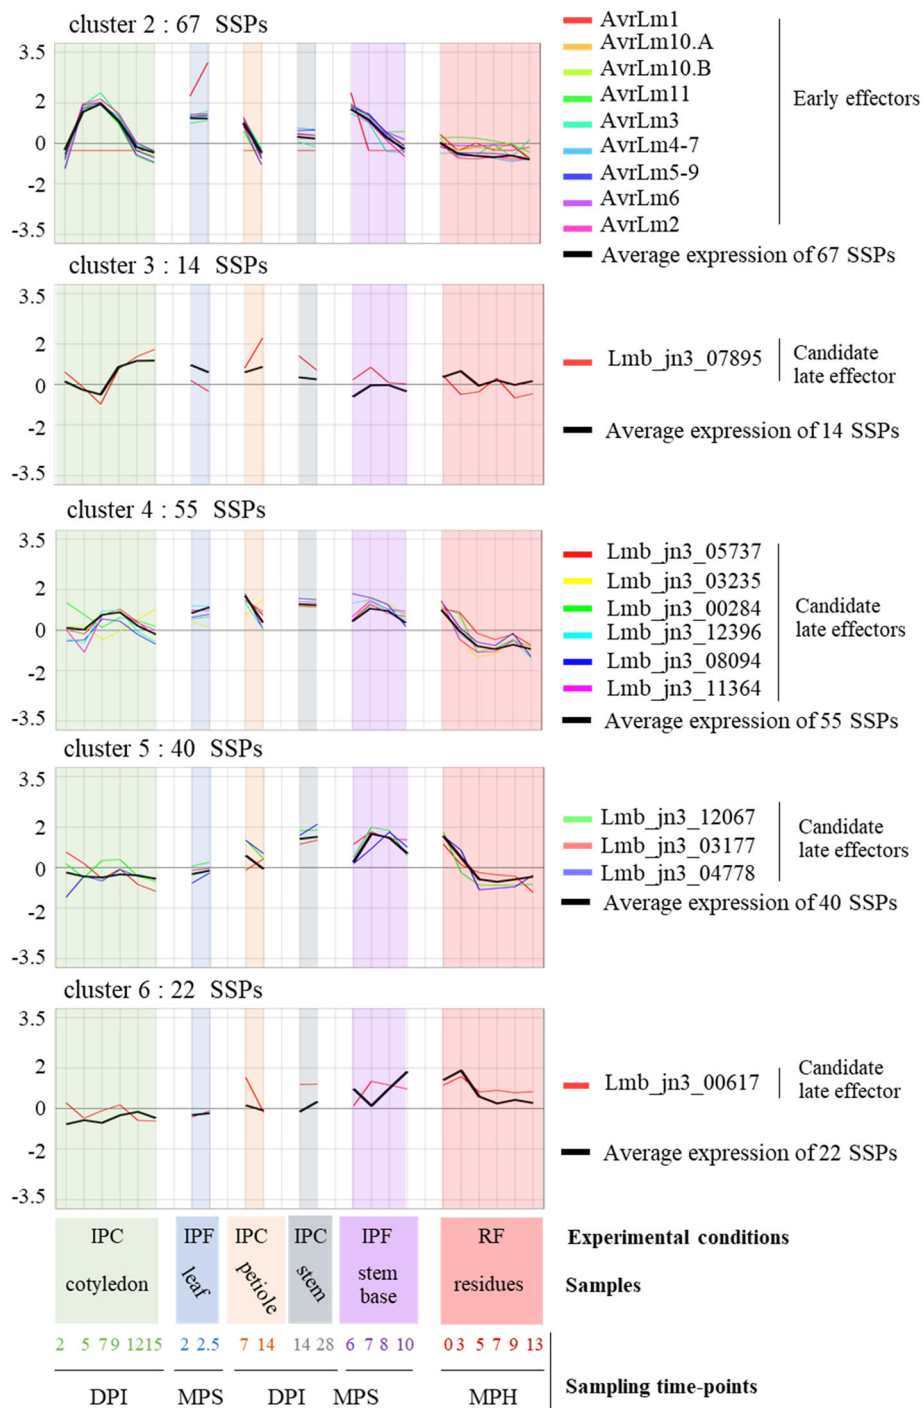 cluster 2 : 67 SSPs
3.5
2
0
-2
-3.5
AvrLm1
AvrLm10.A
AvrLm10.B
AvrLm11
AvrLm3
AvrLm4-7
AvrLm5-9
AvrLm6
AvrLm2
Early effectors
Average expression of 67 SSPs
cluster 3 : 14 SSPs
3.5
2
0
-2
-3.5
Lmb_jn3_07895
Candidate
late effector
Average expression of 14 SSPs
cluster 4 : 55 SSPs
3.5
2
0
-2
-3.5
Lmb_jn3_05737
Lmb_jn3_03235
Lmb_jn3_00284
Lmb_jn3_12396
Lmb_jn3_08094
Lmb_jn3_11364
Candidate
late effectors
Average expression of 55 SSPs
cluster 5 : 40 SSPs
3.5
2
0
-2
-3.5
Lmb_jn3_12067
Lmb_jn3_03177
Lmb_jn3_04778
Candidate
late effectors
Average expression of 40 SSPs
cluster 6 : 22 SSPs
3.5
2
0
-2
-3.5
Lmb_jn3_00617
Candidate
late effector
Average expression of 22 SSPs
IPC IPF IPC IPC IPF RF
Experimental conditions
cotyledon leaf petiole stem stem base residues
Samples
2 5 7 9 12 15 2 2.5 7 14 14 28 6 7 8 10 0 3 5 7 9 13
DPI MPS DPI MPS MPH
Sampling time-points